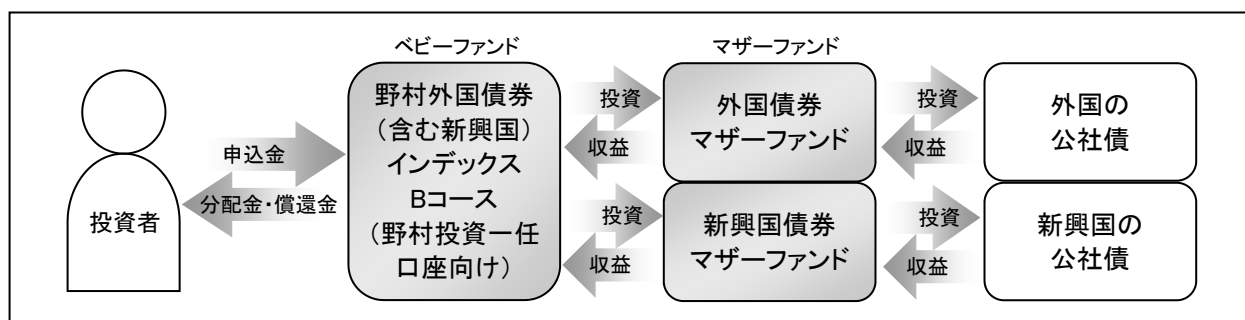 ベビーファンド
マザーファンド
投資者
申込金
分配金・償還金
野村外国債券
（含む新興国）
インデックス
Bコース
（野村投資一任
口座向け）
投資
収益
投資
収益
外国債券
マザーファンド
新興国債券
マザーファンド
投資
収益
投資
収益
外国の
公社債
新興国の
公社債